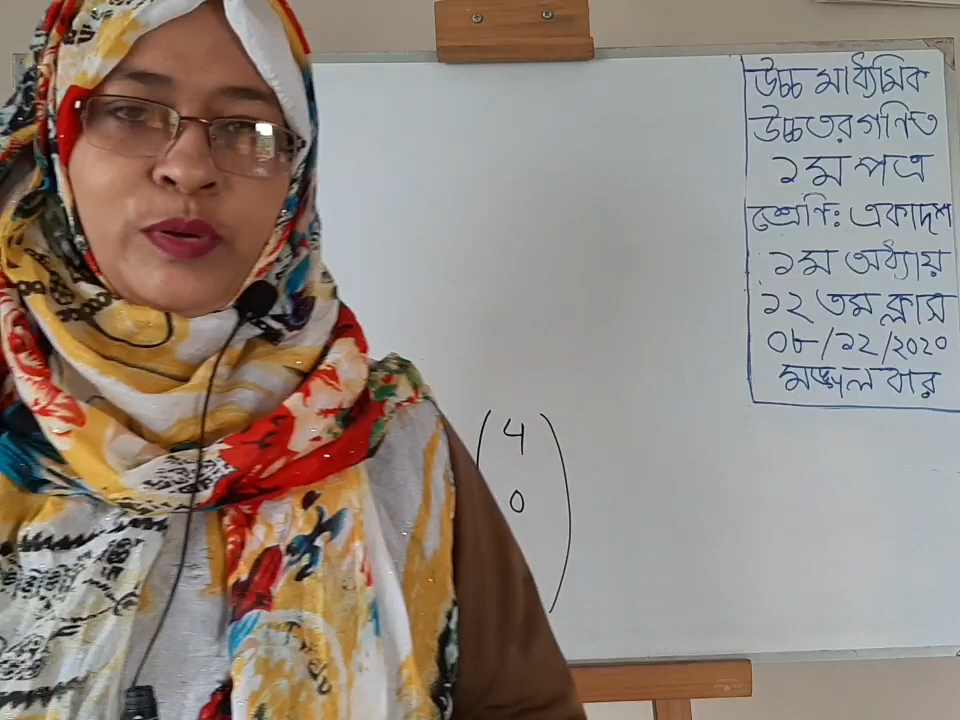 উচ্চ মাধ্যমিক
উচ্চতর গণিত
১ম পত্র
শ্রেণি: একাদশ
১ম অধ্যায়
১২ তম ক্লাস
০৮/১২/২০২০
মঙ্গল বার
4
0